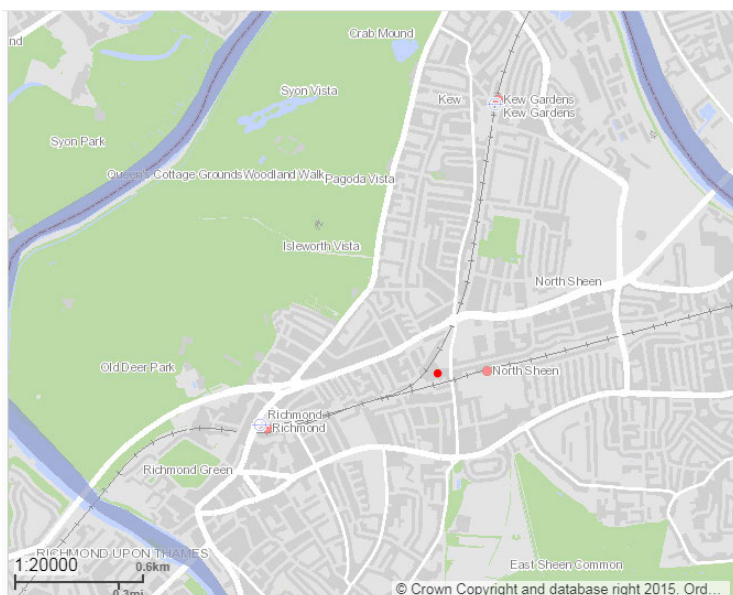 nd
Crab Mound
Syon Vista
Kew
Kew Gardens
Kew Gardens
Syon Park
Queen's Cottage Grounds
Woodland Walk
Pagoda Vista
Isleworth Vista
North Sheen
Old Deer Park
North Sheen
Richmond
Richmond
Richmond Green
RICHMOND UPON THAMES
East Sheen Common
1:20000
0.6km
0.3mi
© Crown Copyright and database right 2015. Ord...